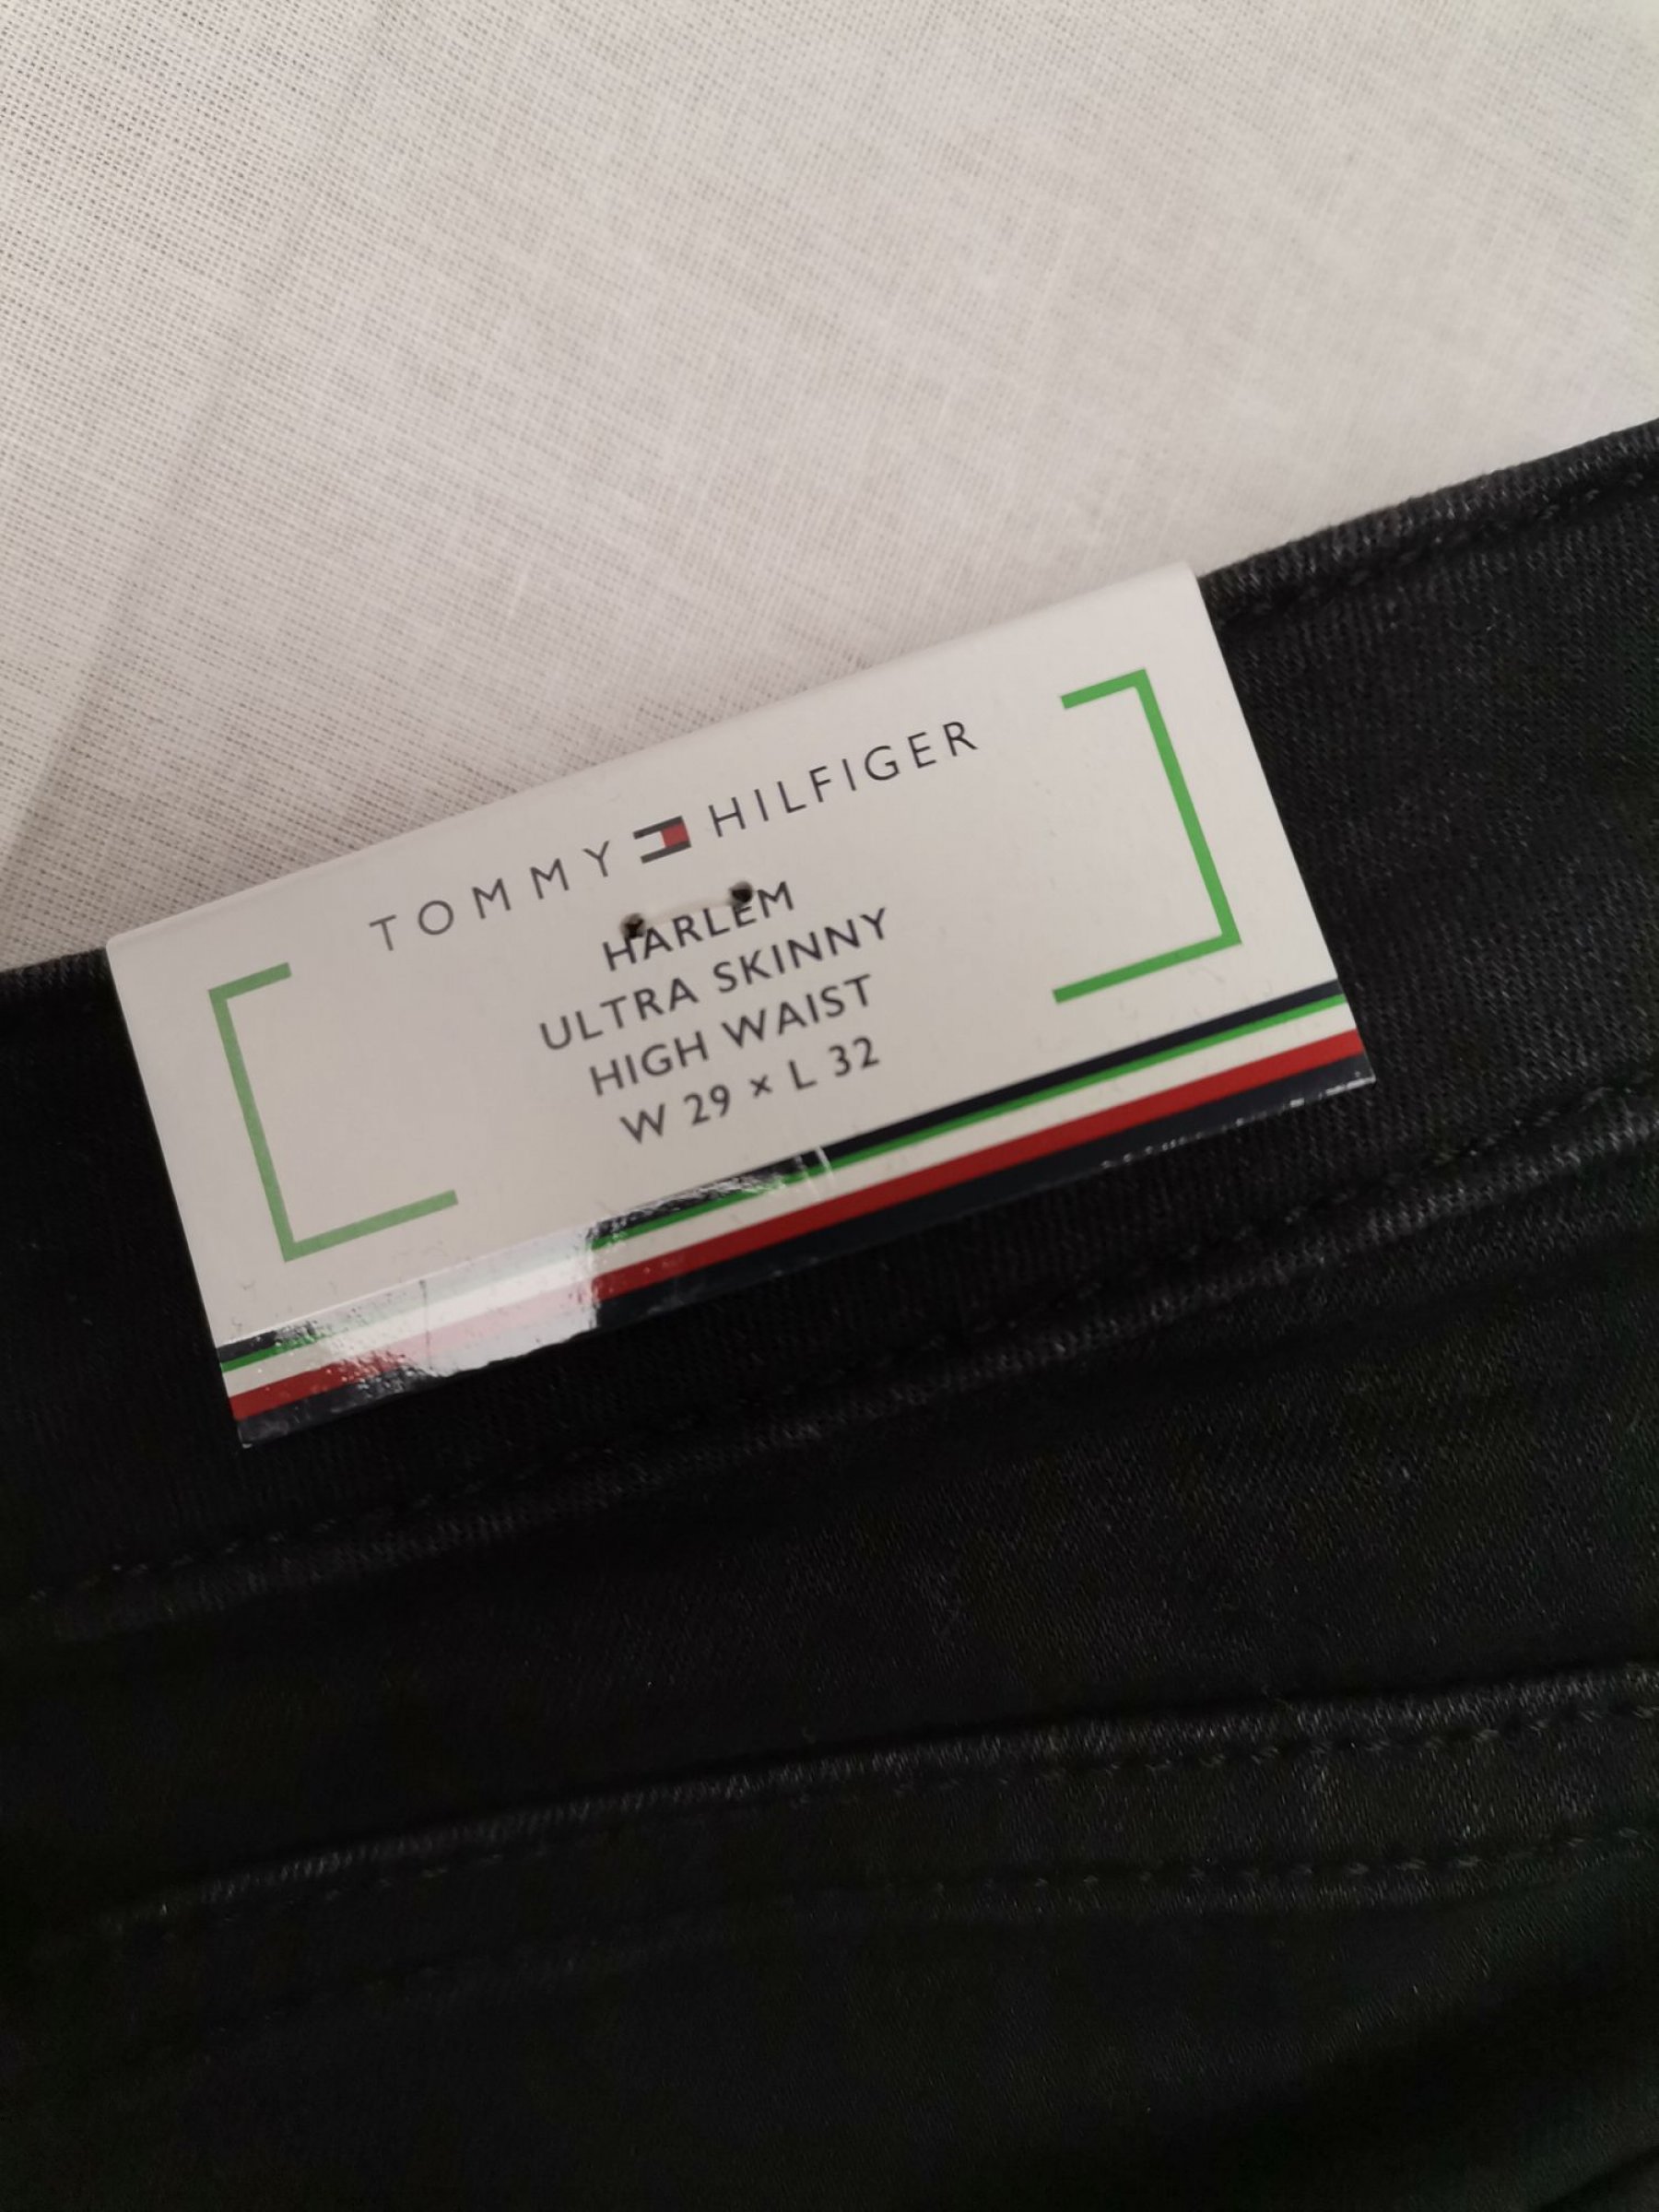 TOMMY HILFIGER
HARLEM
ULTRA SKINNY
HIGH WAIST
W 29 × L 32